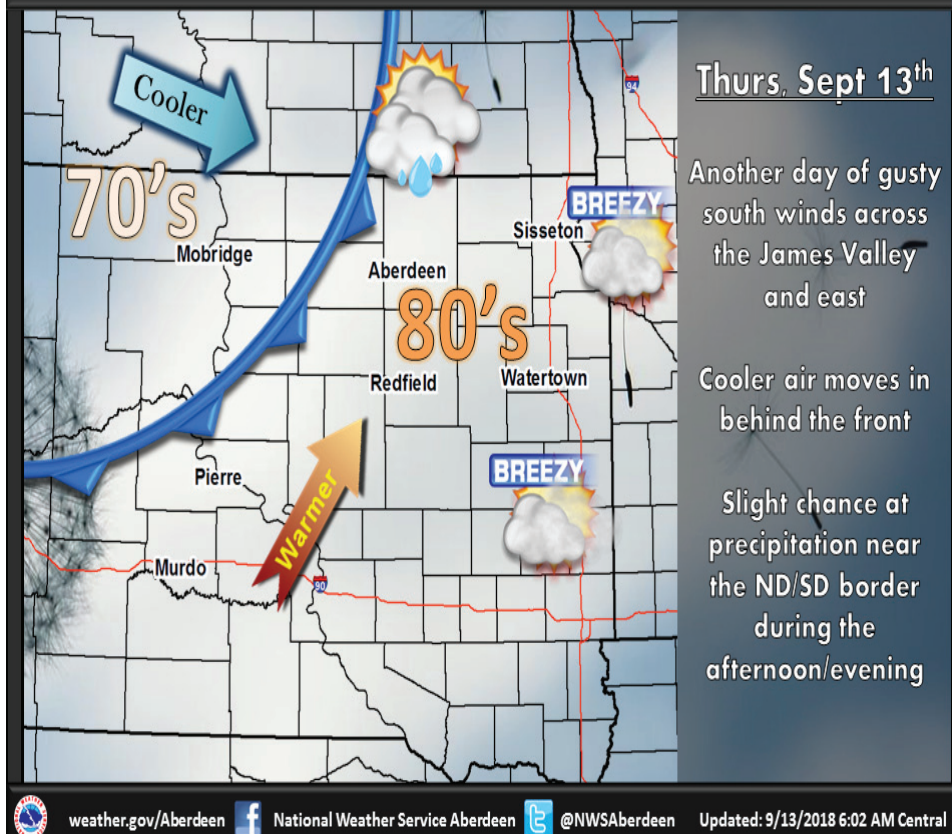 Cooler
70's
Mobridge
BREEZY
Sisseton
Aberdeen
80's
Redfield
Watertown
Pierre
BREEZY
Warmer
Murdo
90
94
Thurs, Sept 13th
Another day of gusty
south winds across
the James Valley
and east
Cooler air moves in
behind the front
Slight chance at
precipitation near
the ND/SD border
during the
afternoon/evening
weather.gov/Aberdeen
National Weather Service Aberdeen
@NWSAberdeen
Updated: 9/13/2018 6:02 AM Central